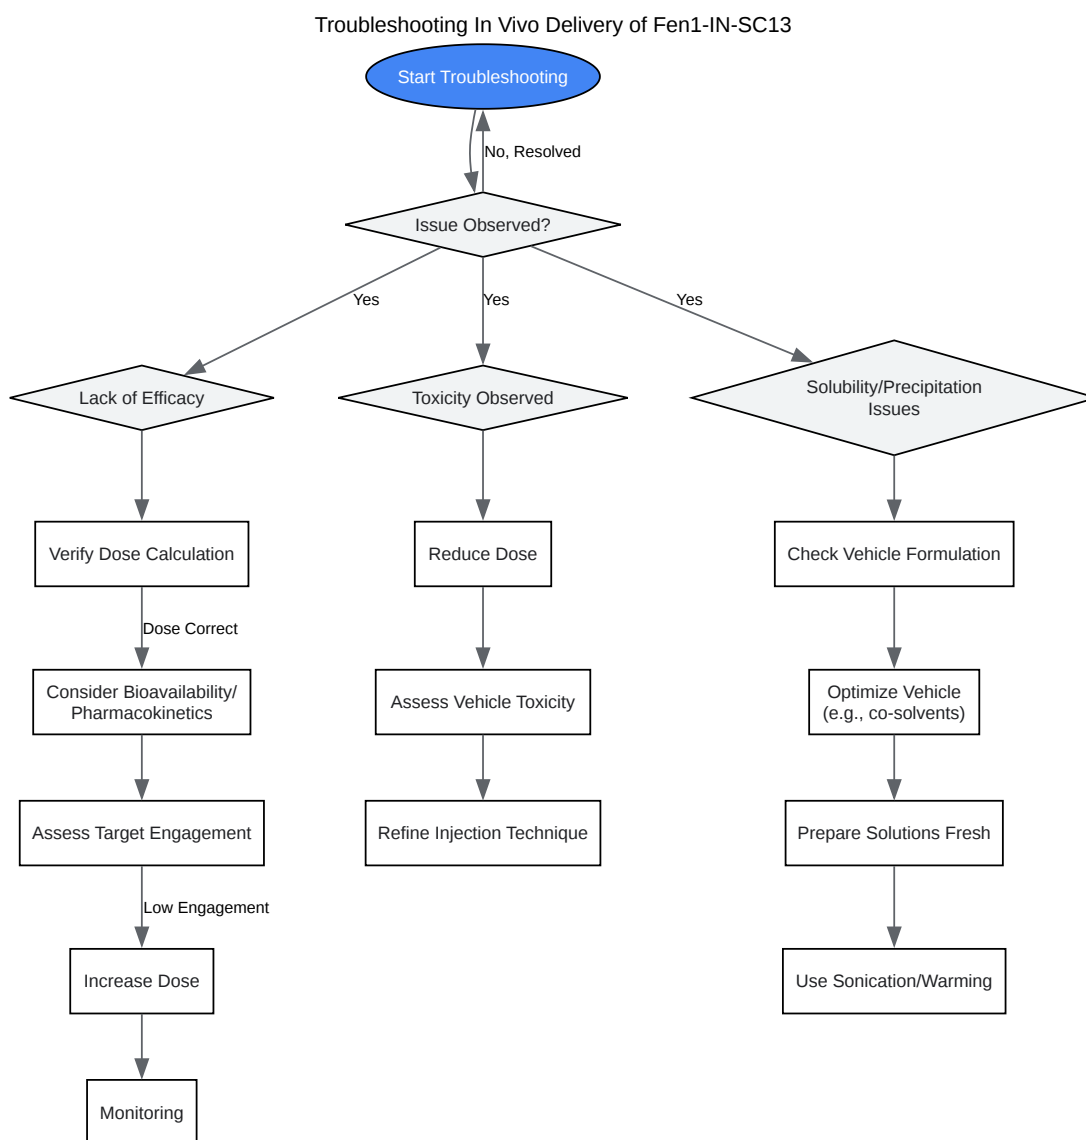 Troubleshooting In Vivo Delivery of Fen1-IN-SC13
Start Troubleshooting
No, Resolved
Issue Observed?
Yes
Yes
Yes
Lack of Efficacy
Toxicity Observed
Solubility/Precipitation
Issues
Verify Dose Calculation
Reduce Dose
Check Vehicle Formulation
Dose Correct
Consider Bioavailability/
Pharmacokinetics
Assess Vehicle Toxicity
Optimize Vehicle
(e.g., co-solvents)
Assess Target Engagement
Refine Injection Technique
Prepare Solutions Fresh
Low Engagement
Increase Dose
Use Sonication/Warming
Monitoring